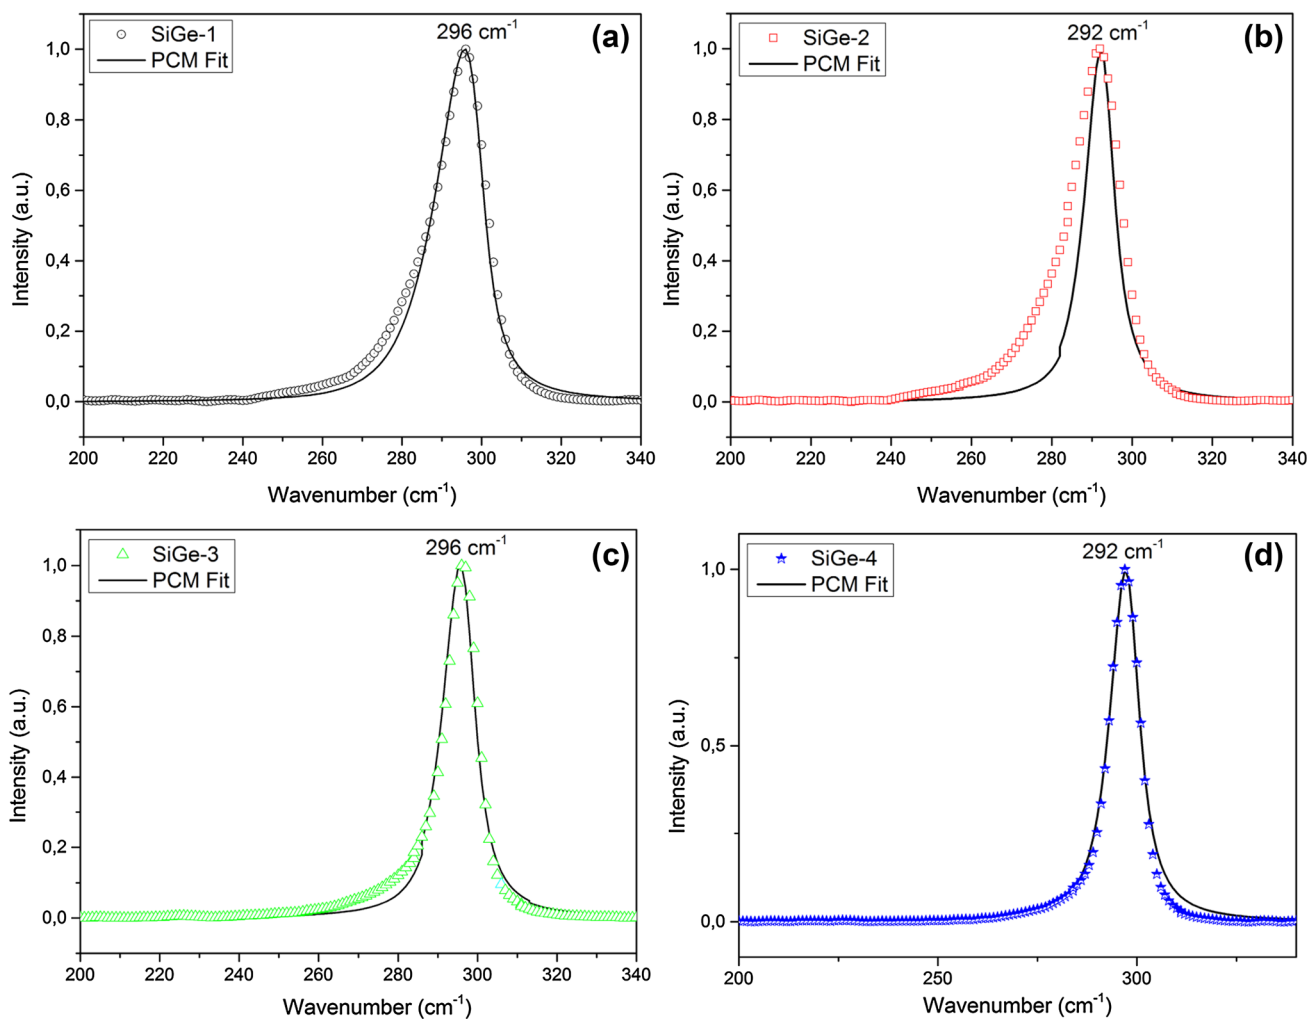 SiGe-1
PCM Fit
296 cm⁻¹
(a)
1,0
0,8
0,6
0,4
0,2
0,0
Intensity (a.u.)
200 220 240 260 280 300 320 340
Wavenumber (cm⁻¹)
SiGe-2
PCM Fit
292 cm⁻¹
(b)
1,0
0,8
0,6
0,4
0,2
0,0
Intensity (a.u.)
200 220 240 260 280 300 320 340
Wavenumber (cm⁻¹)
SiGe-3
PCM Fit
296 cm⁻¹
(c)
1,0
0,8
0,6
0,4
0,2
0,0
Intensity (a.u.)
200 220 240 260 280 300 320 340
Wavenumber (cm⁻¹)
SiGe-4
PCM Fit
292 cm⁻¹
(d)
1,0
0,5
0,0
Intensity (a.u.)
200 250 300
Wavenumber (cm⁻¹)